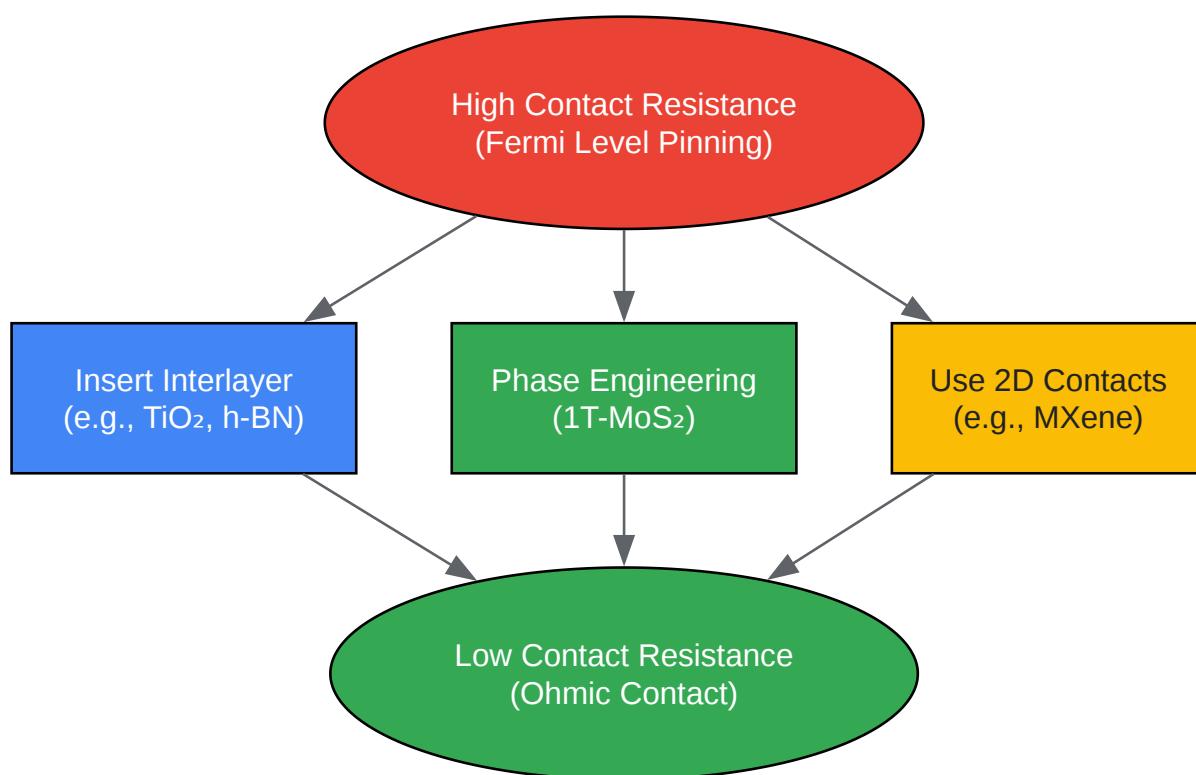 High Contact Resistance
(Fermi Level Pinning)
Insert Interlayer
(e.g., TiO₂, h-BN)
Phase Engineering
(1T-MoS₂)
Use 2D Contacts
(e.g., MXene)
Low Contact Resistance
(Ohmic Contact)